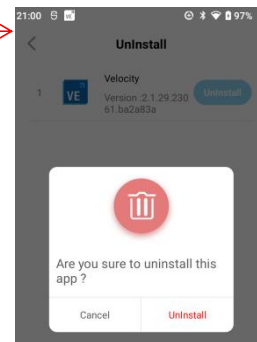 21:00 97%
UnInstall
Velocity
1 VE Version :2.1.29.230 UnInstall
61.ba2a83a
Are you sure to uninstall this
app ?
Cancel UnInstall